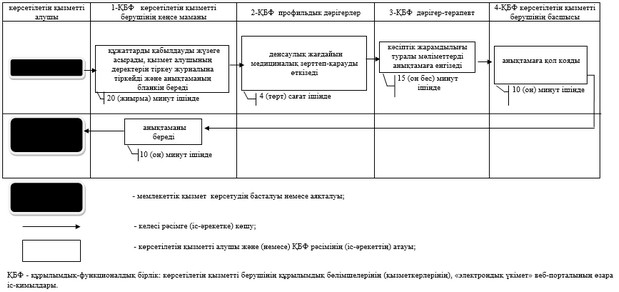 көрсетілетін қызметті
алушы
1-ҚБФ көрсетілетін қызметті
берушінің кеңсе маманы
2-ҚБФ профильдық дәрігерлер
3-ҚБФ дәрігер-терапевт
4-ҚБФ көрсетілетін қызметті
берушінің басшысы
құжаттарды қабылдауды жүзеге
асырады, қызмет алушының
деректерін тіркеу журналына
тіркейді және анықтаманың
бланкін береді
20 (жиырма) минут ішінде
денсаулық жағдайын
медициналық зерттеп-қарауды
өткізеді
4 (төрт) сағат ішінде
кәсіптік жарамдылығы
туралы мәліметтерді
анықтамаға енгізеді
15 (он бес) минут
ішінде
анықтамаға қол қояды
10 (он) минут ішінде
анықтаманы
береді
10 (он) минут ішінде
- мемлекеттік қызмет көрсетудің басталуы немесе аяқталуы;
- келесі рәсімге (іс-әрекетке) көшу;
- көрсетілетін қызметті алушы және (немесе) ҚБФ рәсімінің (іс-әрекеттің) атауы;
ҚБФ - құрылымдық-функционалдық бірлік: көрсетілетін қызметті берушінің құрылымдық бөлімшелерінің (қызметкерлерінің), «электрондық үкімет» веб-порталының өзара
іс-қимылдары.